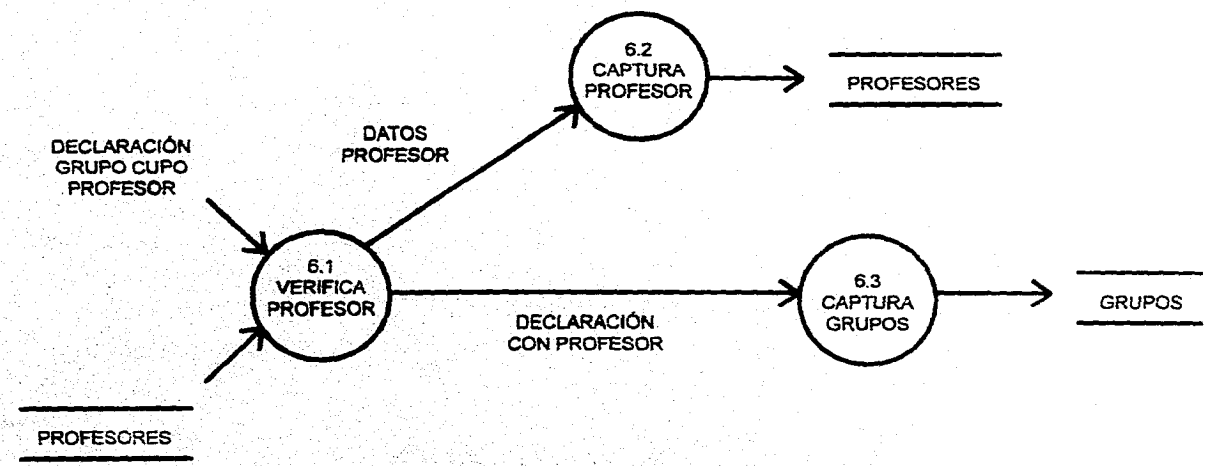 6.2
CAPTURA
PROFESOR
PROFESORES
DATOS
PROFESOR
DECLARACIÓN
GRUPO CUPO
PROFESOR
6.1
VERIFICA
PROFESOR
DECLARACIÓN
CON PROFESOR
6.3
CAPTURA
GRUPOS
GRUPOS
PROFESORES